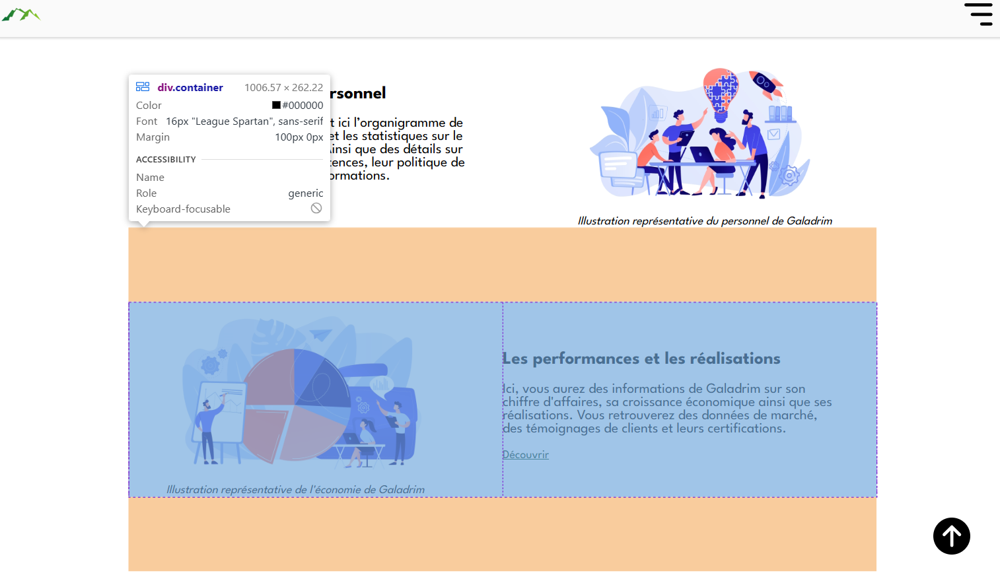 div.container 1006.57 × 262.22
Color #000000
Font 16px "League Spartan", sans-serif
Margin 100px 0px
ACCESSIBILITY
Name
Role generic
Keyboard-focusable
rsonnel
t ici l’organigramme de
et les statistiques sur le
insi que des détails sur
ences, leur politique de
ormations.
Illustration représentative du personnel de Galadrim
Les performances et les réalisations
Ici, vous aurez des informations de Galadrim sur son
chiffre d'affaires, sa croissance économique ainsi que ses
réalisations. Vous retrouverez des données de marché,
des témoignages de clients et leurs certifications.
Découvrir
Illustration représentative de l'économie de Galadrim